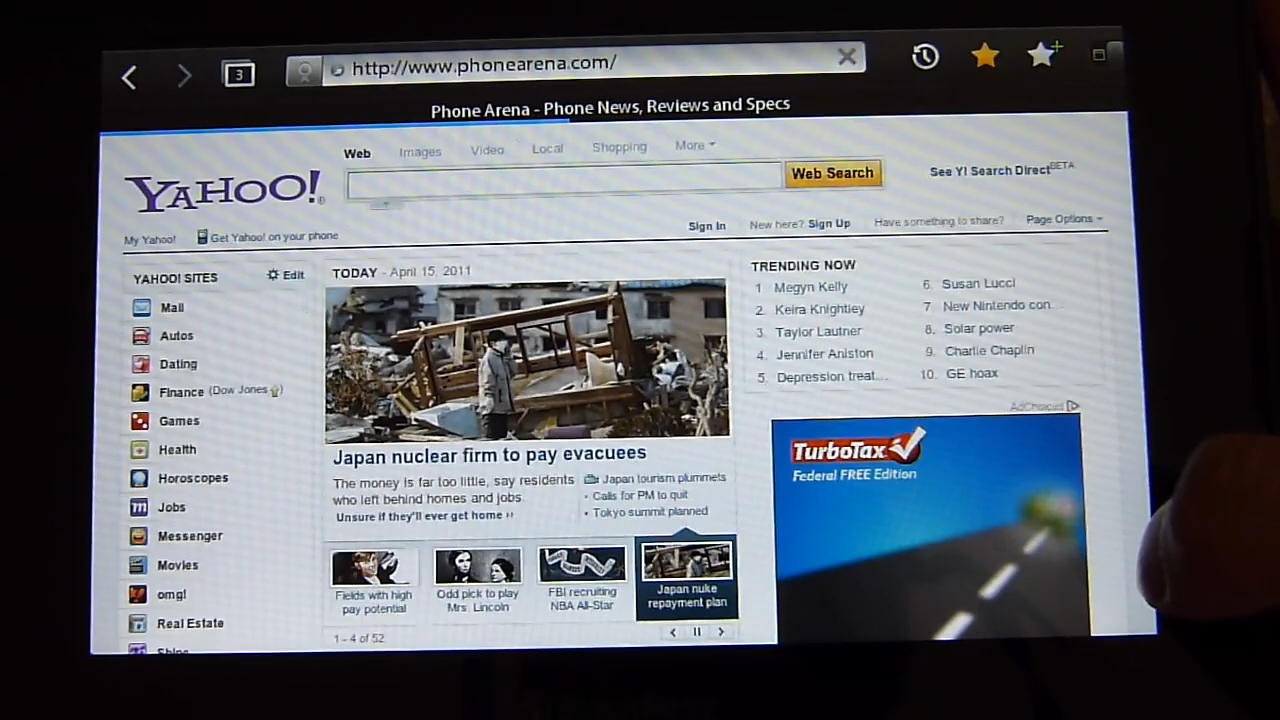 3
http://www.phonearena.com/
Phone Arena - Phone News, Reviews and Specs
Web Images Video Local Shopping More
YAHOO!
Web Search
See Y! Search Direct BETA
My Yahoo! Get Yahoo! on your phone
Sign In New here? Sign Up Have something to share? Page Options
YAHOO! SITES Edit
Mail
Autos
Dating
Finance (Dow Jones)
Games
Health
Horoscopes
Jobs
Messenger
Movies
omg!
Real Estate
TODAY - April 15, 2011
Japan nuclear firm to pay evacuees
The money is far too little, say residents
who left behind homes and jobs.
Unsure if they'll ever get home ››
Japan tourism plummets
• Calls for PM to quit
• Tokyo summit planned
Fields with high
pay potential
Odd pick to play
Mrs. Lincoln
FBI recruiting
NBA All-Star
Japan nuke
repayment plan
1 - 4 of 52
TRENDING NOW
1. Megyn Kelly
2. Keira Knightley
3. Taylor Lautner
4. Jennifer Aniston
5. Depression treat...
6. Susan Lucci
7. New Nintendo con...
8. Solar power
9. Charlie Chaplin
10. GE hoax
AdChoices
TurboTax
Federal FREE Edition